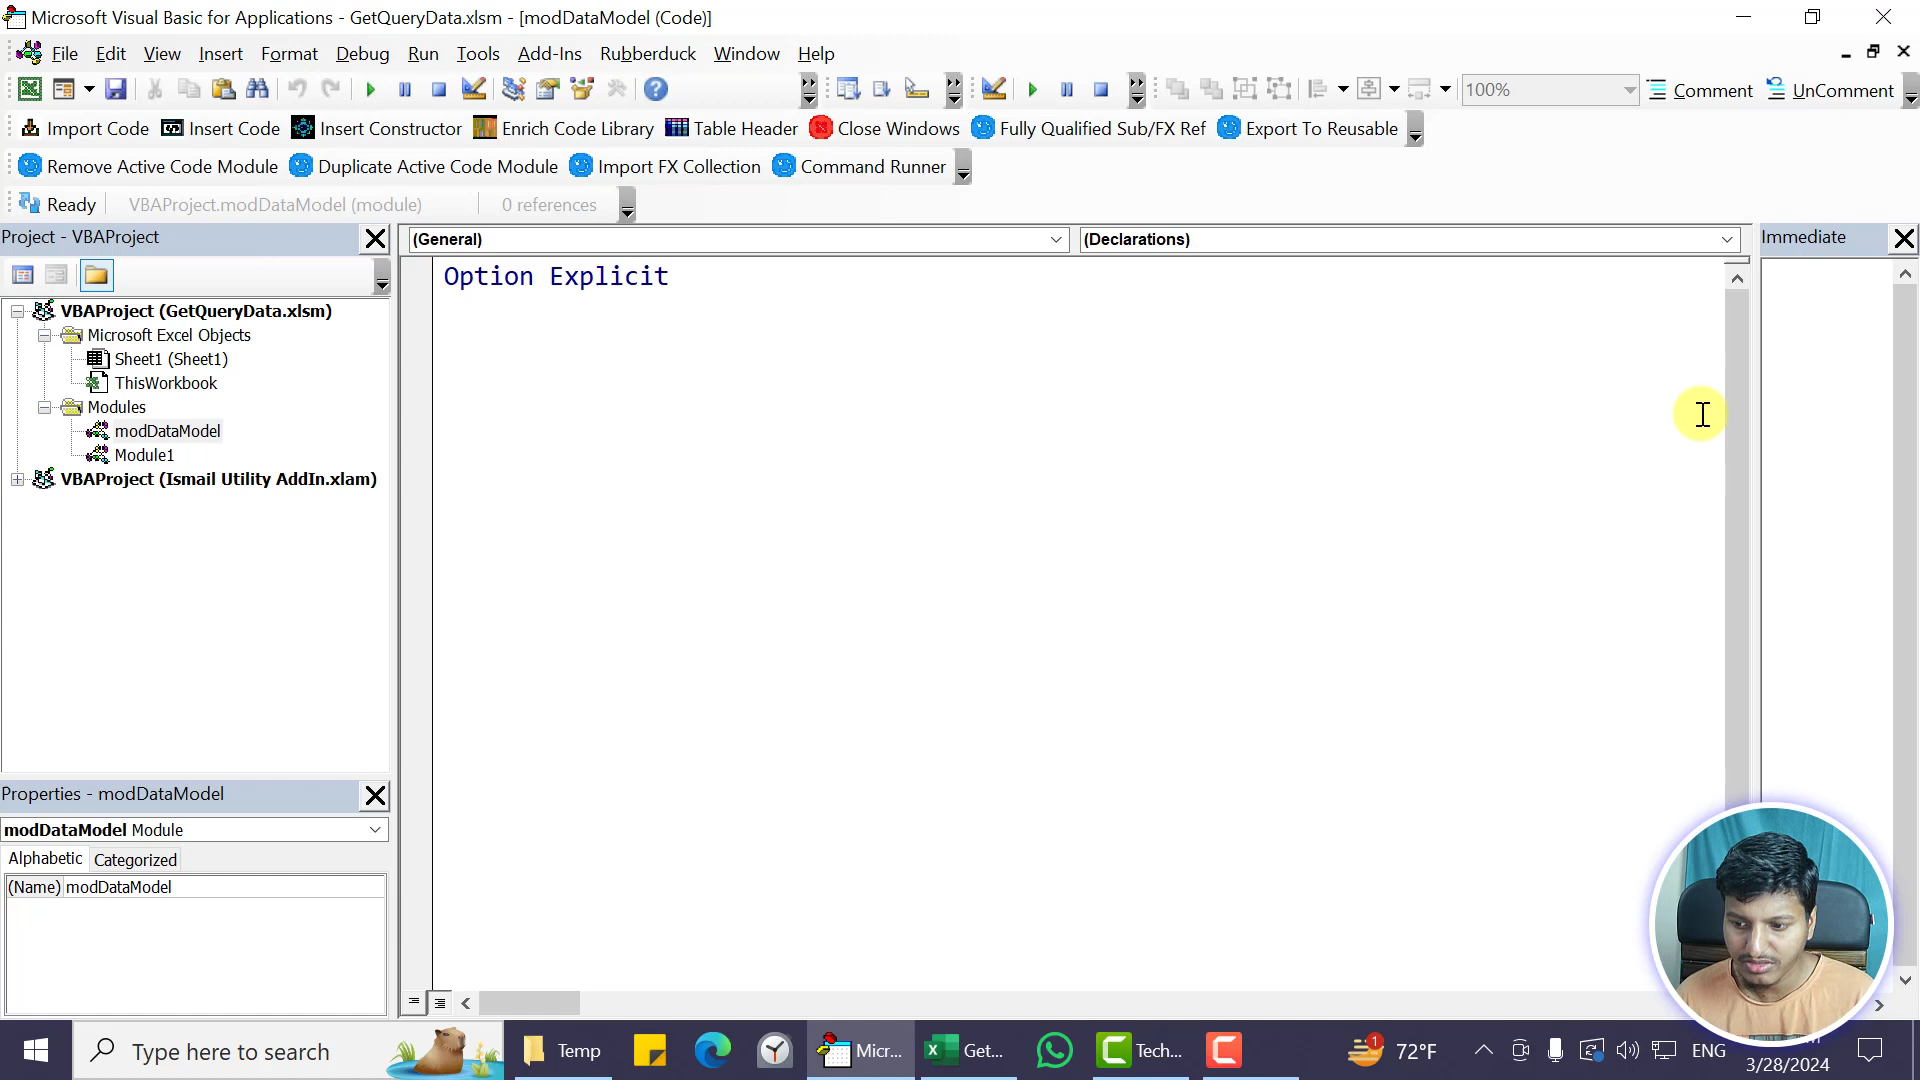 Microsoft Visual Basic for Applications - GetQueryData.xlsm - [modDataModel (Code)]
File Edit View Insert Format Debug Run Tools Add-Ins Rubberduck Window Help
100% Comment UnComment
Import Code Insert Code Insert Constructor Enrich Code Library Table Header Close Windows Fully Qualified Sub/FX Ref Export To Reusable
Remove Active Code Module Duplicate Active Code Module Import FX Collection Command Runner
Ready VBAProject.modDataModel (module) 0 references
Project - VBAProject
(General) (Declarations)
Immediate
Option Explicit
VBAProject (GetQueryData.xlsm)
Microsoft Excel Objects
Sheet1 (Sheet1)
ThisWorkbook
Modules
modDataModel
Module1
VBAProject (Ismail Utility AddIn.xlam)
Properties - modDataModel
modDataModel Module
Alphabetic Categorized
(Name) modDataModel
Type here to search Temp Micr... Get... Tech... 1 72°F ENG
3/28/2024